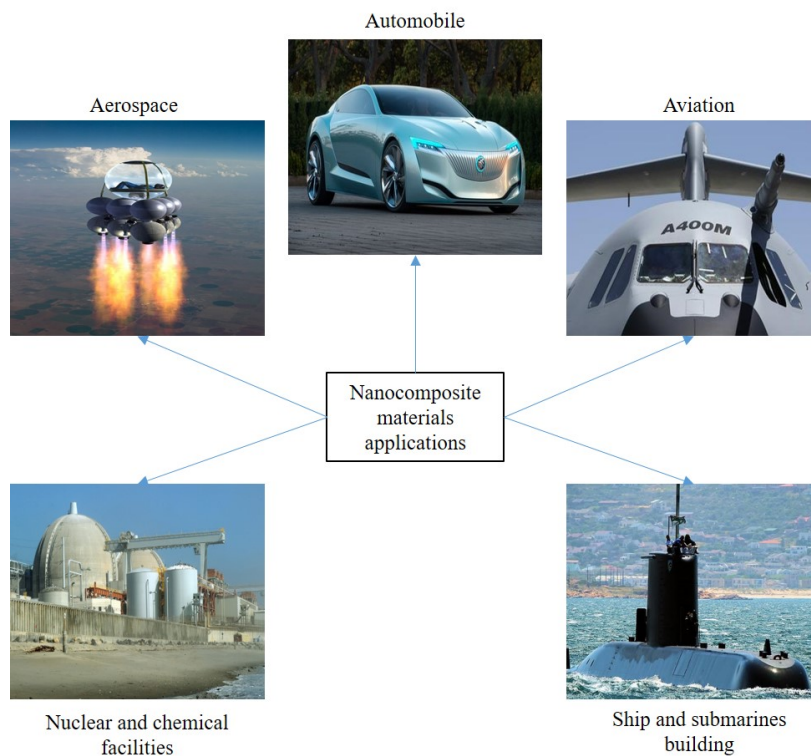 Automobile
Aerospace
Aviation
A400M
Nanocomposite
materials
applications
Nuclear and chemical
facilities
Ship and submarines
building